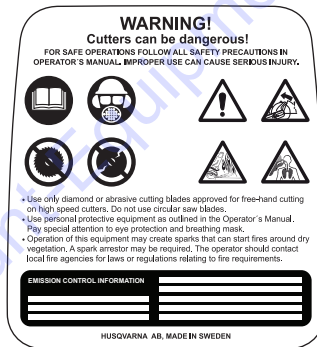 WARNING!
Cutters can be dangerous!
FOR SAFE OPERATIONS FOLLOW ALL SAFETY PRECAUTIONS IN
OPERATOR´S MANUAL. IMPROPER USE CAN CAUSE SERIOUS INJURY.
• Use only diamond or abrasive cutting blades approved for free-hand cutting
on high speed cutters. Do not use circular saw blades.
• Use personal protective equipment as outlined in the Operator´s Manual.
Pay special attention to eye protection and breathing mask.
• Operation of this equipment may create sparks that can start fires around dry
vegetation. A spark arrestor may be required. The operator should contact
local fire agencies for laws or regulations relating to fire requirements.
EMISSION CONTROL INFORMATION
HUSQVARNA AB, MADE IN SWEDEN